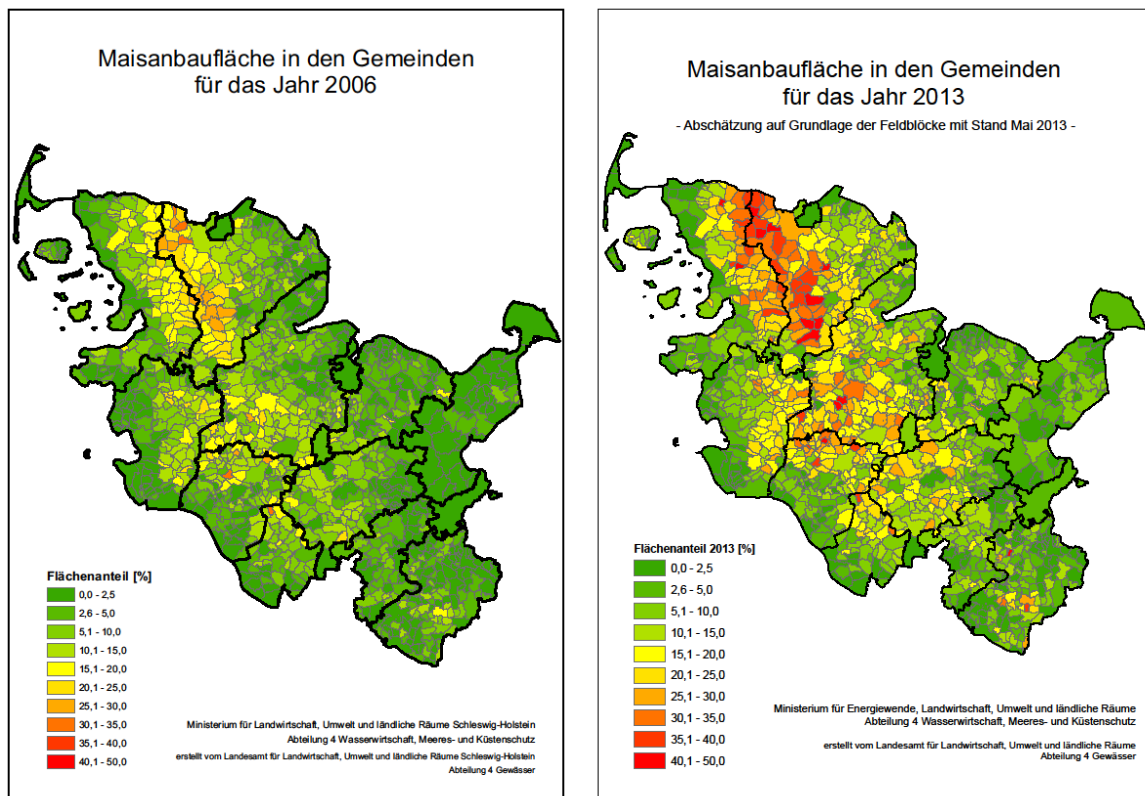 Maisanbaufläche in den Gemeinden
für das Jahr 2006
Flächenanteil [%]
0,0 - 2,5
2,6 - 5,0
5,1 - 10,0
10,1 - 15,0
15,1 - 20,0
20,1 - 25,0
25,1 - 30,0
30,1 - 35,0
35,1 - 40,0
40,1 - 50,0
Ministerium für Landwirtschaft, Umwelt und ländliche Räume Schleswig-Holstein
Abteilung 4 Wasserwirtschaft, Meeres- und Küstenschutz
erstellt vom Landesamt für Landwirtschaft, Umwelt und ländliche Räume Schleswig-Holstein
Abteilung 4 Gewässer
Maisanbaufläche in den Gemeinden
für das Jahr 2013
- Abschätzung auf Grundlage der Feldblöcke mit Stand Mai 2013 -
Flächenanteil 2013 [%]
0,0 - 2,5
2,6 - 5,0
5,1 - 10,0
10,1 - 15,0
15,1 - 20,0
20,1 - 25,0
25,1 - 30,0
30,1 - 35,0
35,1 - 40,0
40,1 - 50,0
Ministerium für Energiewende, Landwirtschaft, Umwelt und ländliche Räume
Abteilung 4 Wasserwirtschaft, Meeres- und Küstenschutz
erstellt vom Landesamt für Landwirtschaft, Umwelt und ländliche Räume
Abteilung 4 Gewässer